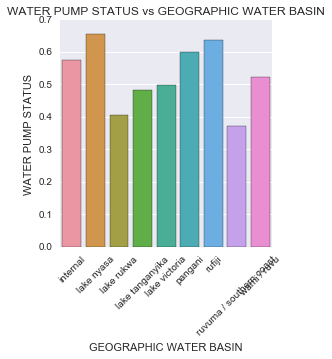 WATER PUMP STATUS vs GEOGRAPHIC WATER BASIN
WATER PUMP STATUS
0.7
0.6
0.5
0.4
0.3
0.2
0.1
0.0
internal
lake nyasa
lake rukwa
lake tanganyika
lake victoria
pangani
rufiji
ruvuma / southern coast
wami / ruvu
GEOGRAPHIC WATER BASIN